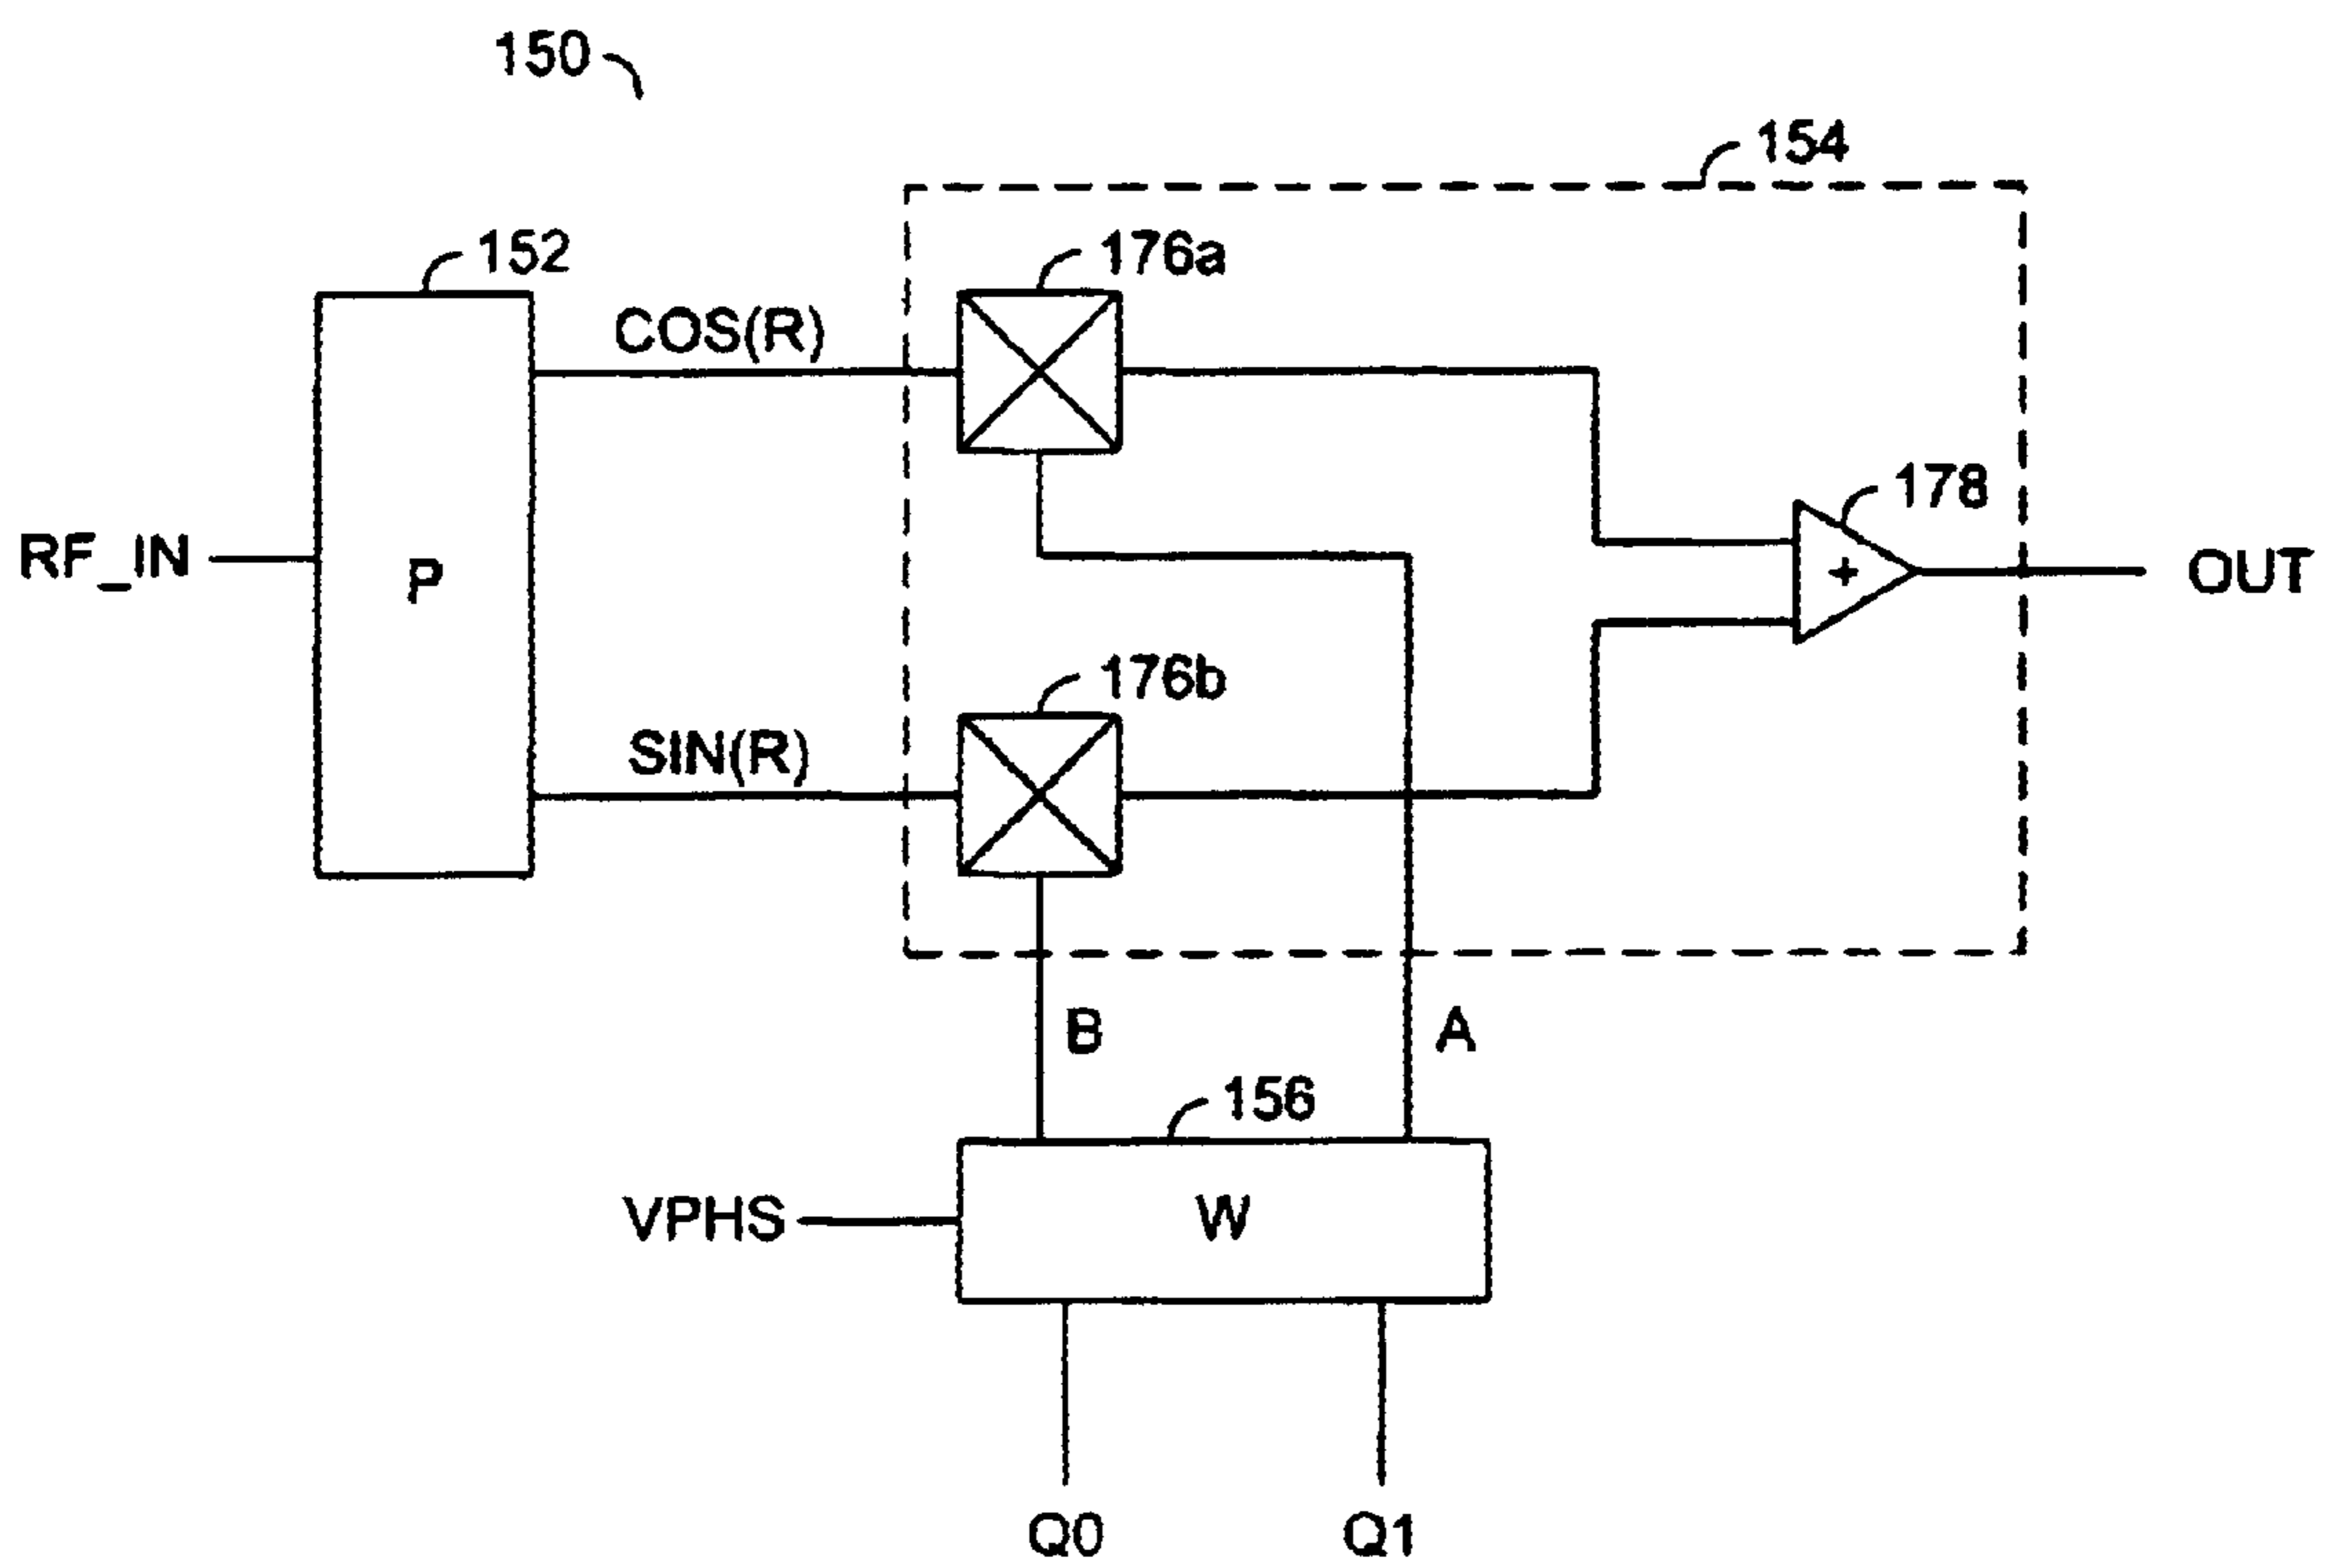 150
154
152
176a
COS(R)
178
RF_IN
P
+
OUT
176b
SIN(R)
B
A
156
VPHS
W
Q0
Q1